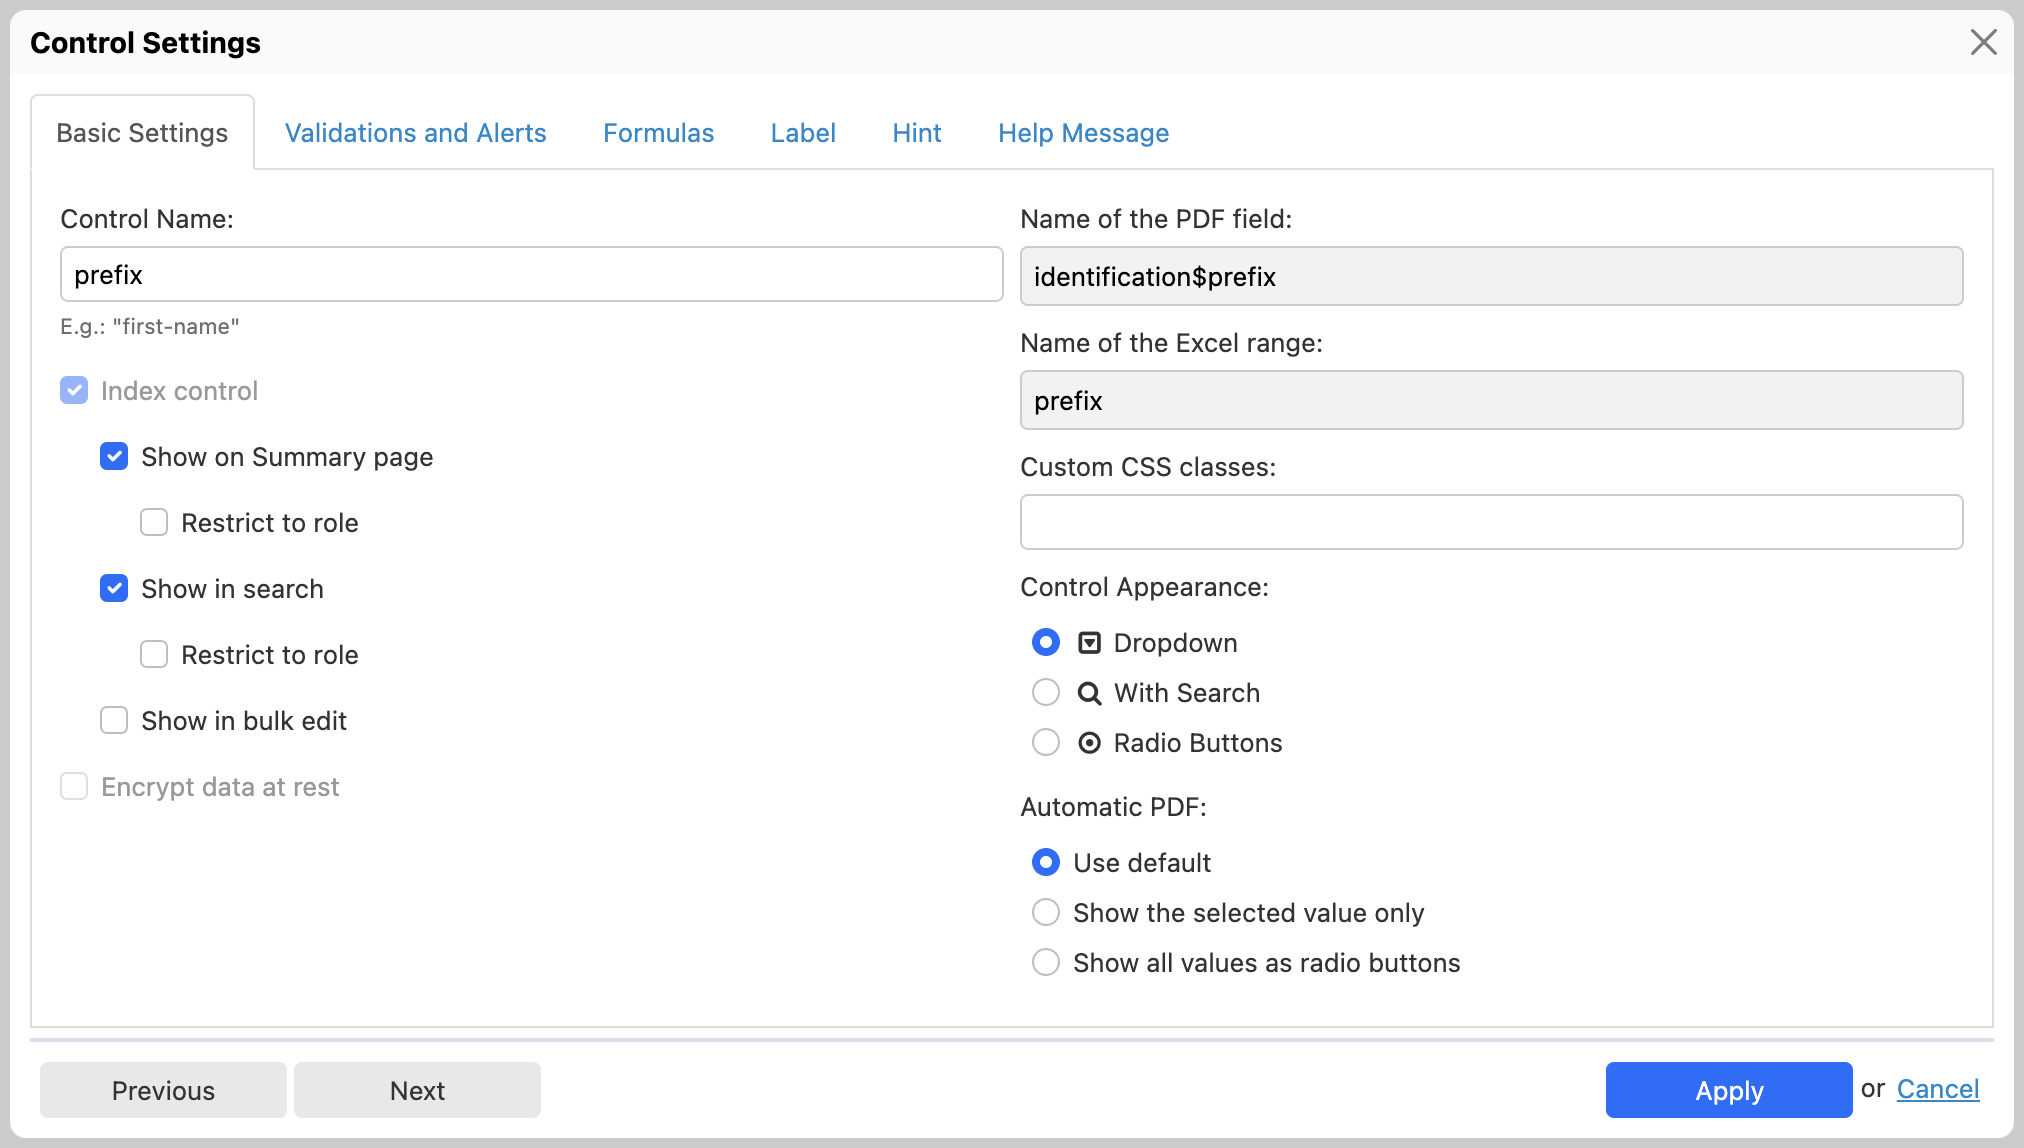 Control Settings
Basic Settings
Validations and Alerts
Formulas
Label
Hint
Help Message
Control Name:
prefix
E.g.: "first-name"
Index control
Show on Summary page
Restrict to role
Show in search
Restrict to role
Show in bulk edit
Encrypt data at rest
Name of the PDF field:
identification$prefix
Name of the Excel range:
prefix
Custom CSS classes:
Control Appearance:
Dropdown
With Search
Radio Buttons
Automatic PDF:
Use default
Show the selected value only
Show all values as radio buttons
Previous
Next
Apply
or Cancel